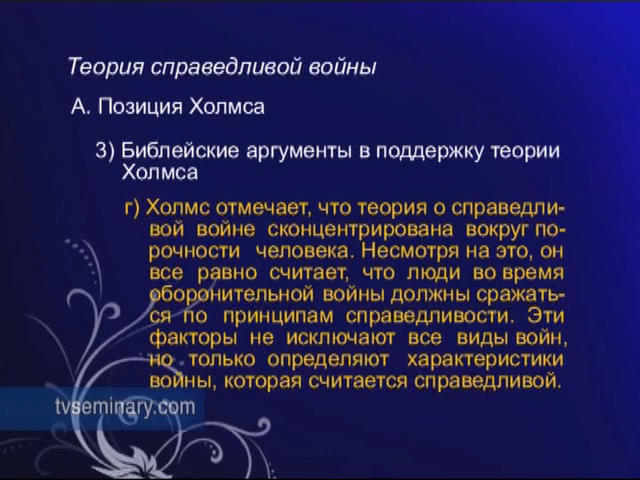 Теория справедливой войны
А. Позиция Холмса
3) Библейские аргументы в поддержку теории
Холмса
г) Холмс отмечает, что теория о справедли-
вой войне сконцентрирована вокруг по-
рочности человека. Несмотря на это, он
все равно считает, что люди во время
оборонительной войны должны сражать-
ся по принципам справедливости. Эти
факторы не исключают все виды войн,
но только определяют характеристики
войны, которая считается справедливой.
tvseminary.com